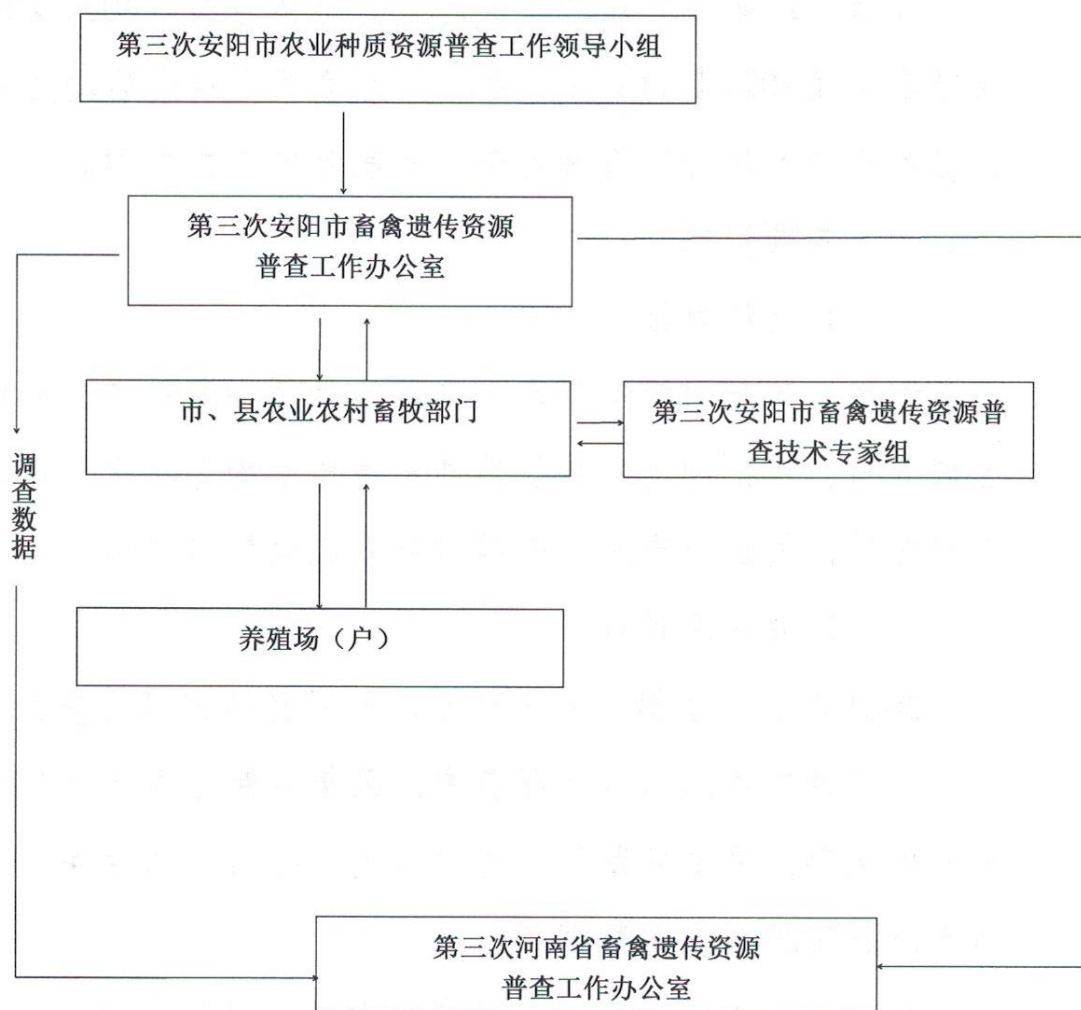 第三次安阳市农业种质资源普查工作领导小组
第三次安阳市畜禽遗传资源
普查工作办公室
市、县农业农村畜牧部门
第三次安阳市畜禽遗传资源普
查技术专家组
调查数据
养殖场（户）
第三次河南省畜禽遗传资源
普查工作办公室